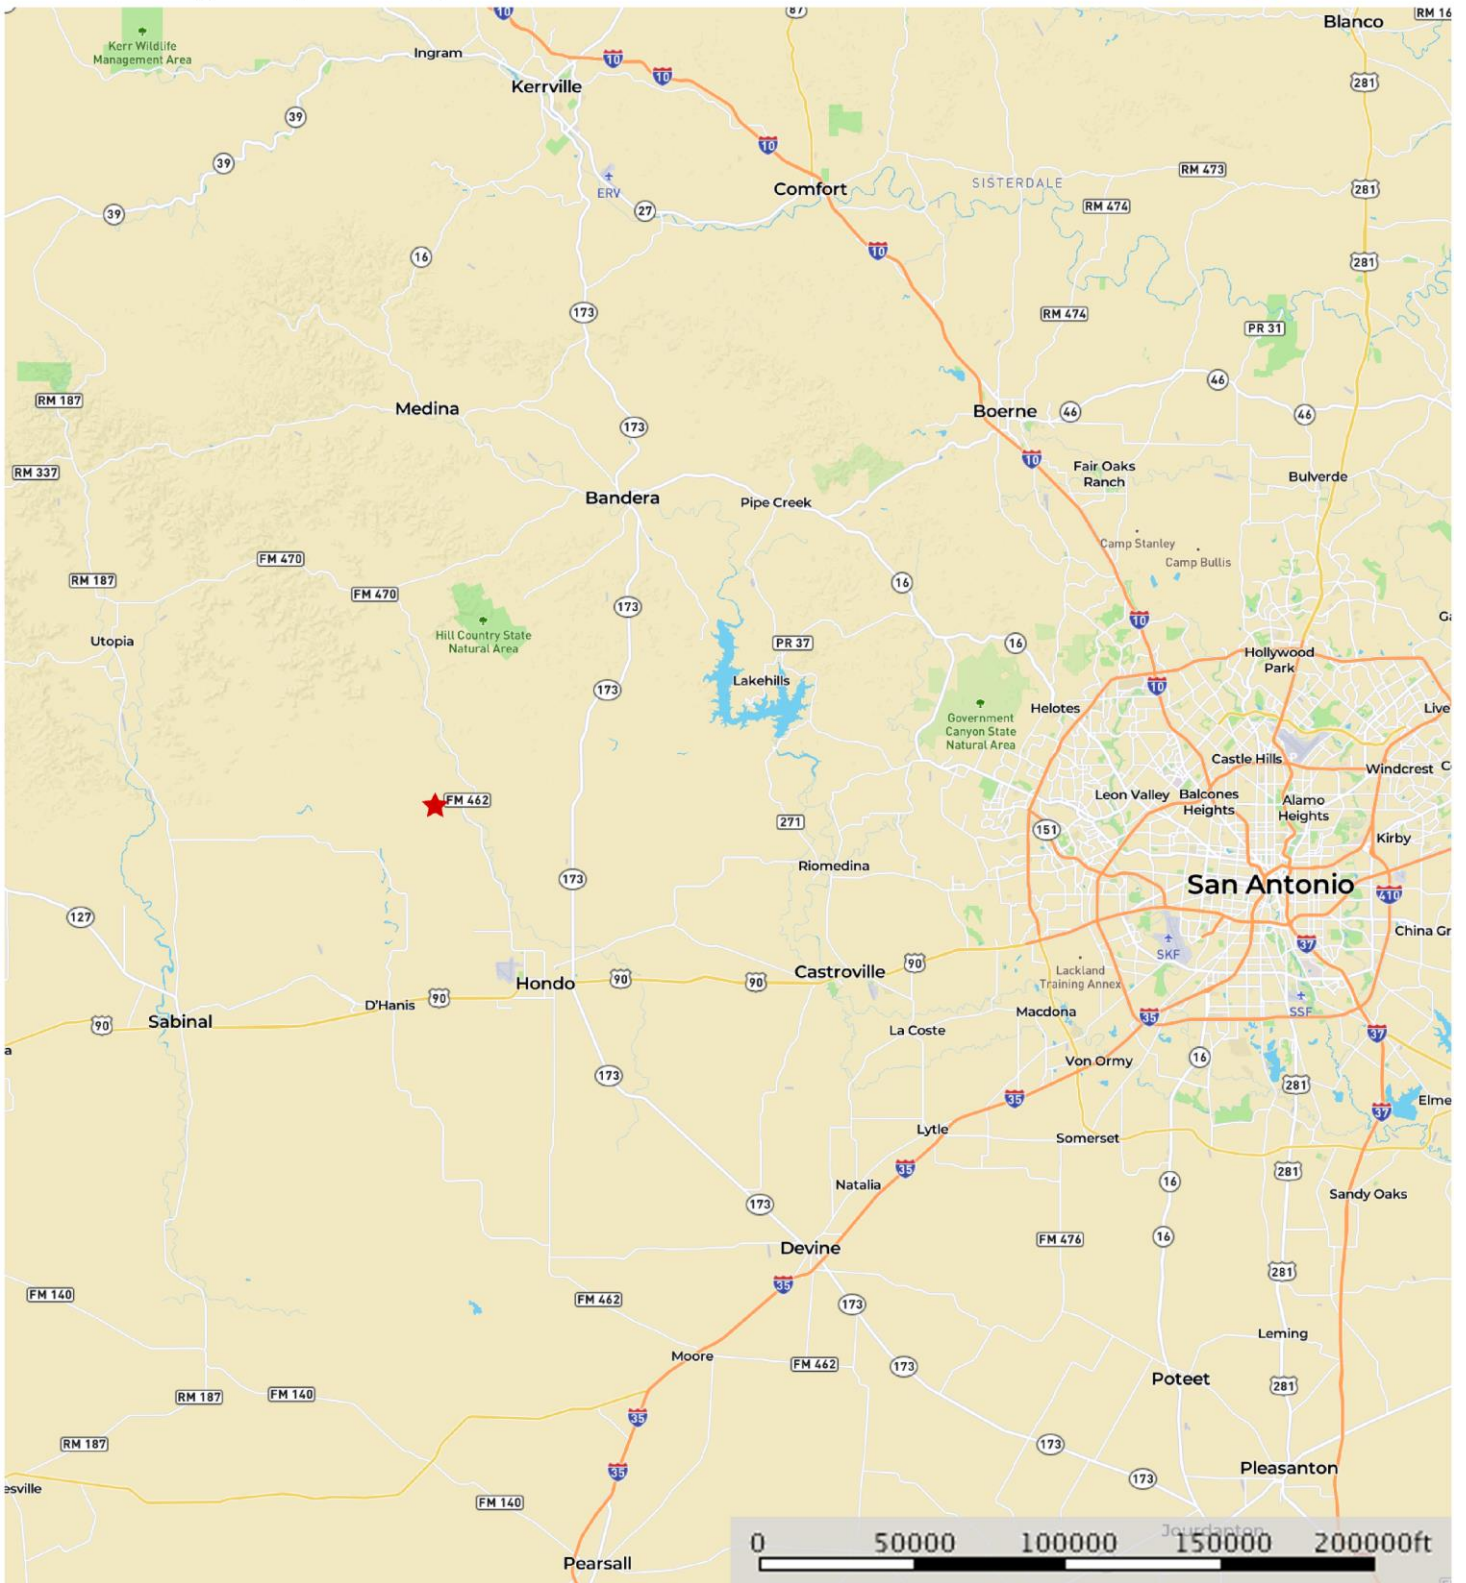 10
87
Blanco
RM 16
Kerr Wildlife
Management Area
Ingram
10
10
Kerrville
281
39
10
39
RM 473
ERV
Comfort
SISTERDALE
281
39
27
RM 474
16
10
281
173
RM 474
PR 31
46
RM 187
Medina
Boerne
46
46
173
RM 337
10
Fair Oaks
Ranch
Bulverde
Bandera
Pipe Creek
Camp Stanley
Camp Bullis
FM 470
RM 187
FM 470
16
173
10
Utopia
Hill Country State
Natural Area
PR 37
16
Hollywood
Park
Lakehills
10
173
Helotes
Live
Government
Canyon State
Natural Area
Castle Hills
Windcrest
C
FM 462
Leon Valley
Balcones
Heights
Alamo
Heights
271
151
Kirby
Riomedina
173
San Antonio
410
127
China Gr
37
SKF
90
Castroville
Lackland
Training Annex
Hondo
90
90
D'Hanis
90
SSF
Macdona
35
Sabinal
90
La Coste
37
a
Von Ormy
16
173
281
35
37
Elme
Lytle
Somerset
35
281
Natalia
16
Sandy Oaks
173
16
FM 476
Devine
281
35
FM 140
FM 462
173
Leming
Moore
FM 462
173
Poteet
281
RM 187
FM 140
35
RM 187
173
Pleasanton
35
173
esville
FM 140
Jourdanton
0 50000 100000 150000 200000ft
Pearsall